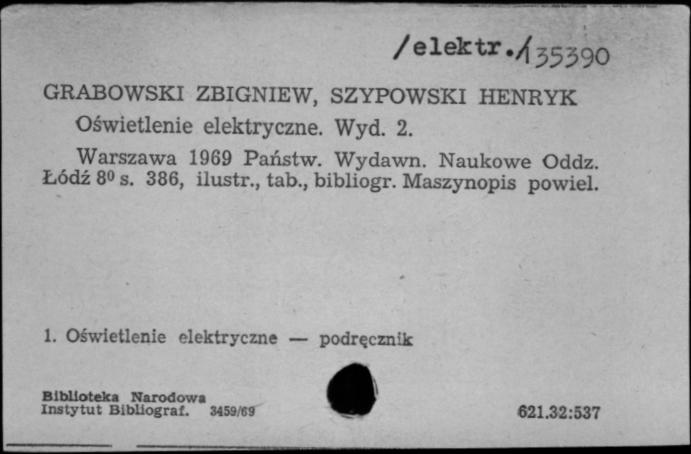 /elektr./135390
GRABOWSKI ZBIGNIEW, SZYPOWSKI HENRYK
Oświetlenie elektryczne. Wyd. 2.
Warszawa 1969 Państw. Wydawn. Naukowe Oddz.
Łódź 8⁰ s. 386, ilustr., tab., bibliogr. Maszynopis powiel.
1. Oświetlenie elektryczne — podręcznik
Biblioteka Narodowa
Instytut Bibliograf. 3459/69
621.32:537